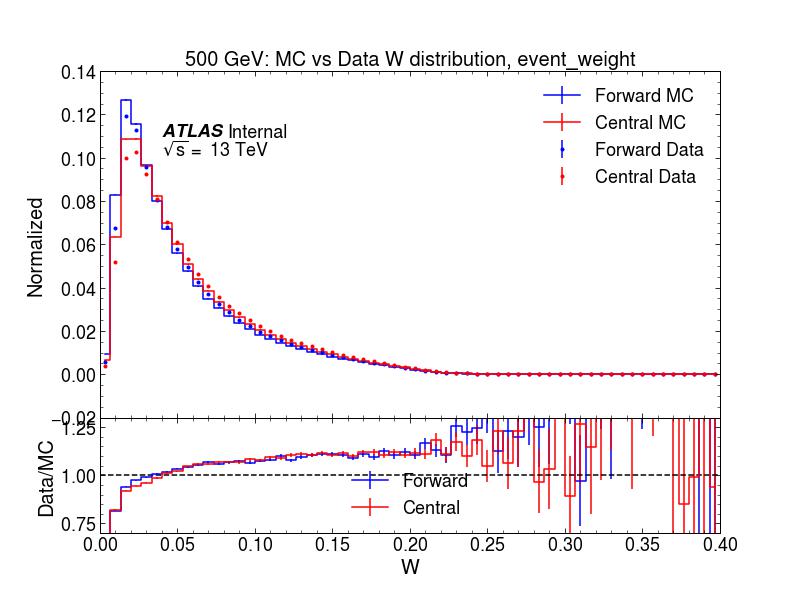 500 GeV: MC vs Data W distribution, event_weight
0.14
0.12
0.10
0.08
0.06
0.04
0.02
0.00
−0.02
Normalized
ATLAS Internal
√s = 13 TeV
Forward MC
Central MC
Forward Data
Central Data
1.25
1.00
0.75
Data/MC
Forward
Central
0.00 0.05 0.10 0.15 0.20 0.25 0.30 0.35 0.40
W